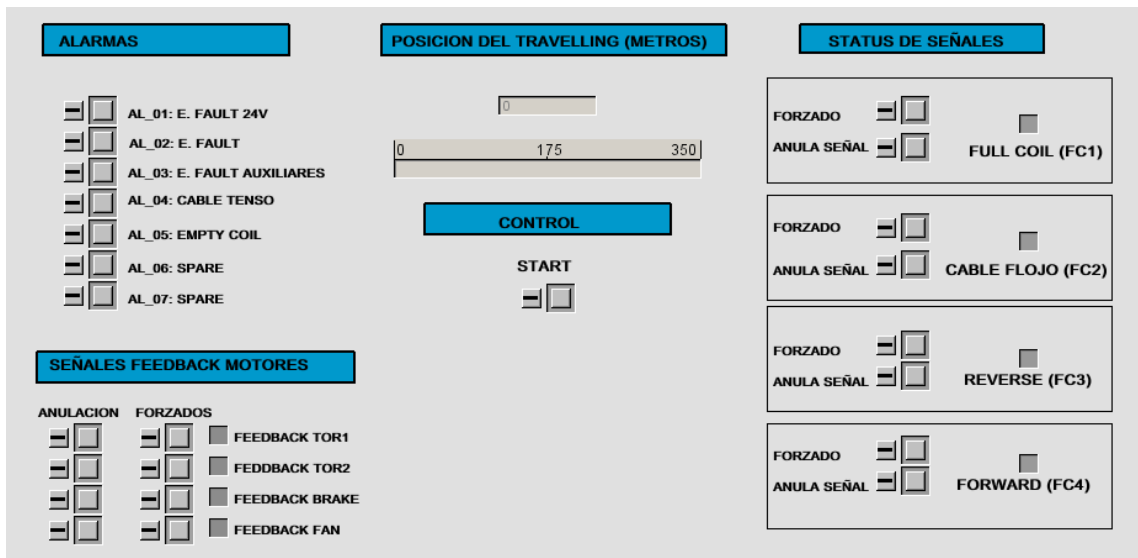 ALARMAS
AL_01: E. FAULT 24V
AL_02: E. FAULT
AL_03: E. FAULT AUXILIARES
AL_04: CABLE TENSO
AL_05: EMPTY COIL
AL_06: SPARE
AL_07: SPARE
SEÑALES FEEDBACK MOTORES
ANULACION FORZADOS
FEEDBACK TOR1
FEDDBACK TOR2
FEEDBACK BRAKE
FEEDBACK FAN
POSICION DEL TRAVELLING (METROS)
0
0 175 350
CONTROL
START
STATUS DE SEÑALES
FORZADO
ANULA SEÑAL
FULL COIL (FC1)
FORZADO
ANULA SEÑAL
CABLE FLOJO (FC2)
FORZADO
ANULA SEÑAL
REVERSE (FC3)
FORZADO
ANULA SEÑAL
FORWARD (FC4)